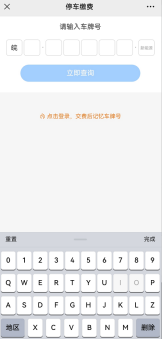 停车缴费
请输入车牌号
皖
新能源
立即查询
点击登录，交费后记忆车牌号
重置 完成
0 1 2 3 4 5 6 7 8 9
Q W E R T Y U I O P
A S D F G H J K L Z
地区 X C V B N M 删除